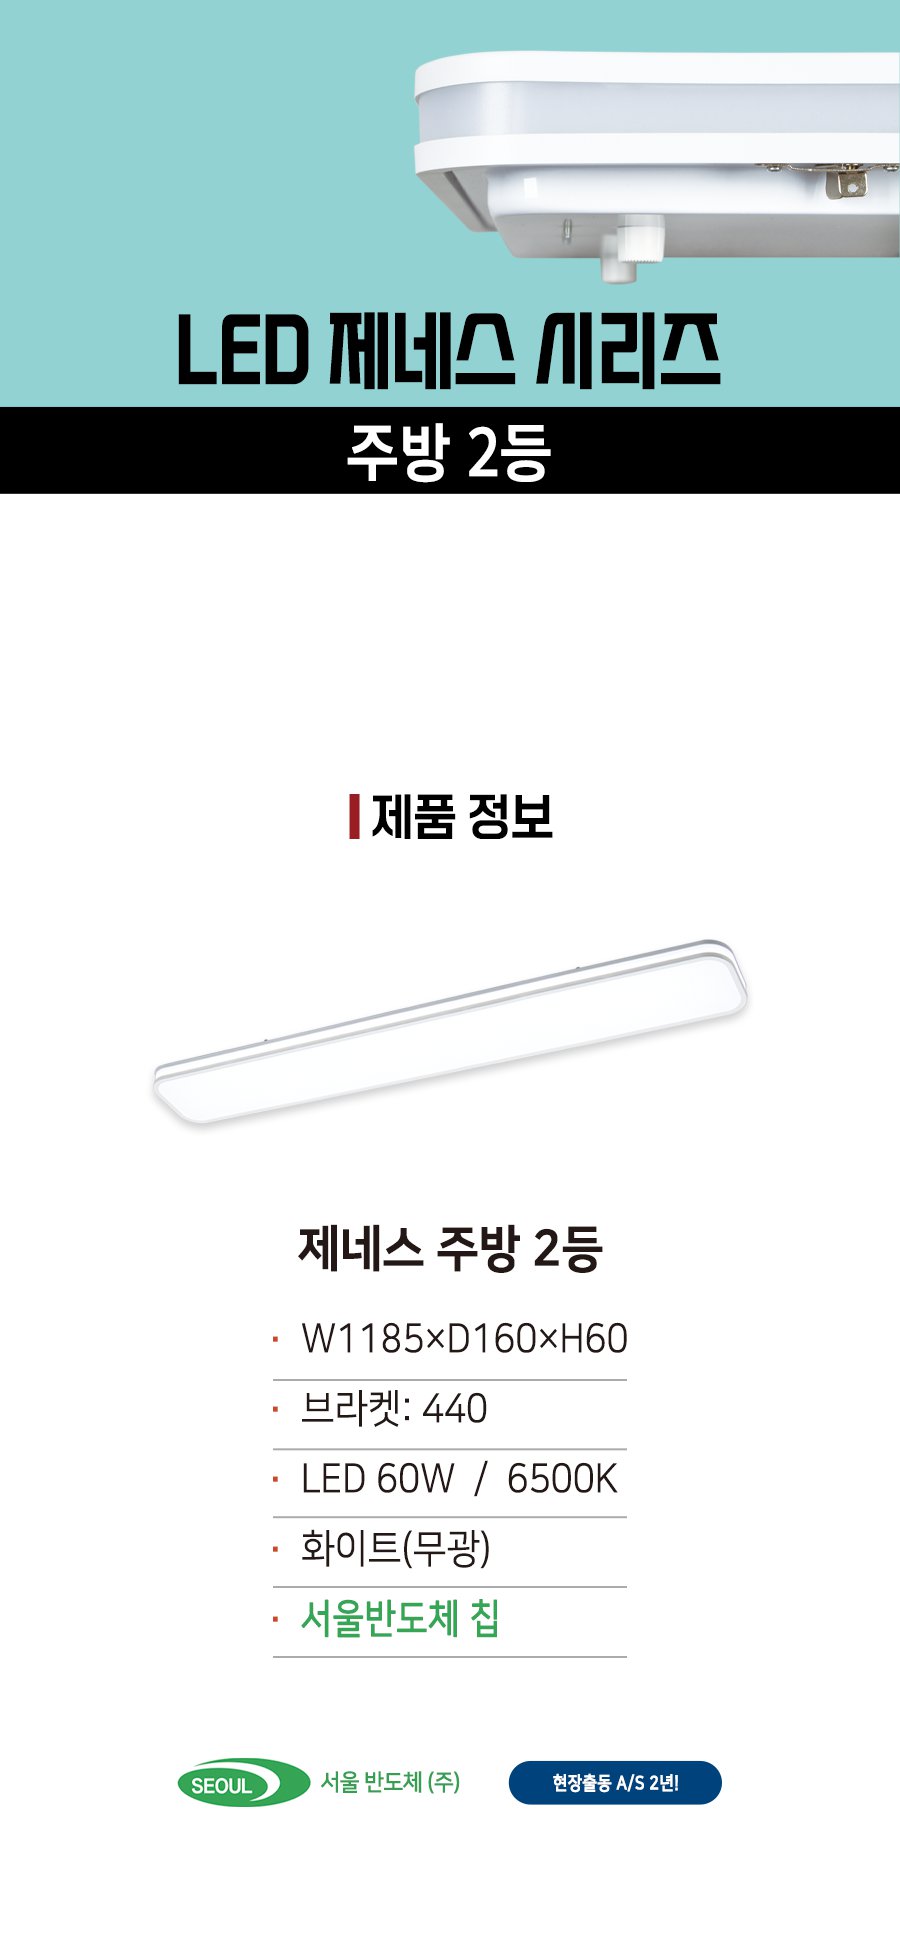 LED 제네스 시리즈
주방 2등
제품 정보
제네스 주방 2등
· W1185×D160×H60
· 브라켓: 440
· LED 60W / 6500K
· 화이트(무광)
· 서울반도체 칩
SEOUL 서울 반도체 (주)
현장출동 A/S 2년!